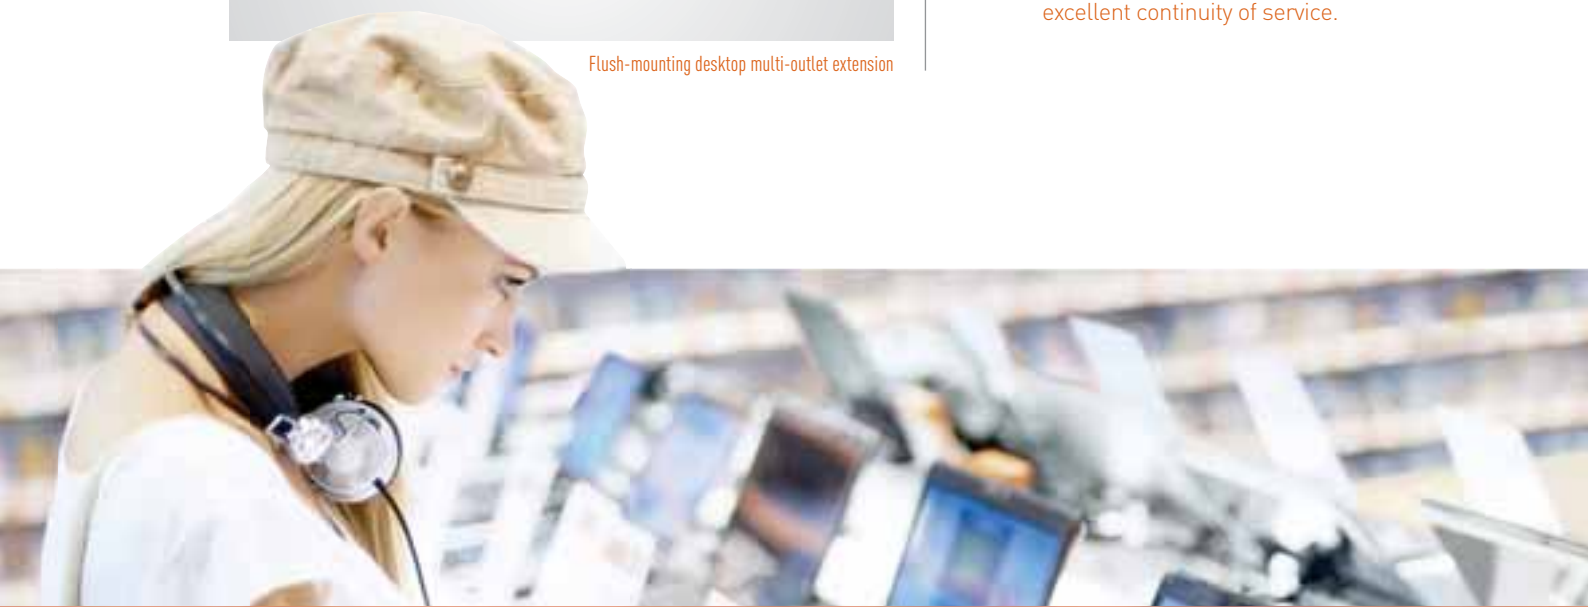 excellent continuity of service.
Flush-mounting desktop multi-outlet extension